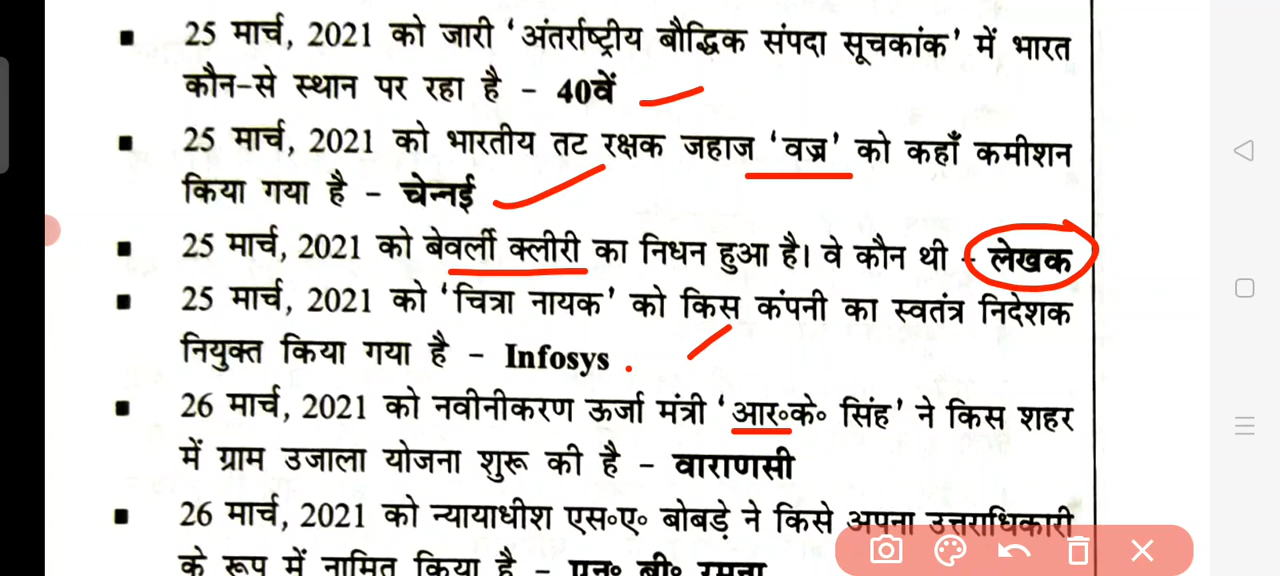 ▪ 25 मार्च, 2021 को जारी ‘अंतर्राष्ट्रीय बौद्धिक संपदा सूचकांक’ में भारत
कौन-से स्थान पर रहा है - 40वें
▪ 25 मार्च, 2021 को भारतीय तट रक्षक जहाज ‘वज्र’ को कहाँ कमीशन
किया गया है - चेन्नई
▪ 25 मार्च, 2021 को बेवर्ली क्लीरी का निधन हुआ है। वे कौन थी - लेखक
▪ 25 मार्च, 2021 को ‘चित्रा नायक’ को किस कंपनी का स्वतंत्र निदेशक
नियुक्त किया गया है - Infosys
▪ 26 मार्च, 2021 को नवीनीकरण ऊर्जा मंत्री ‘आर॰के॰ सिंह’ ने किस शहर
में ग्राम उजाला योजना शुरू की है - वाराणसी
▪ 26 मार्च, 2021 को न्यायाधीश एस॰ए॰ बोबड़े ने किसे अपना उत्तराधिकारी
के रूप में नामित किया है - एन॰ बी॰ रमना